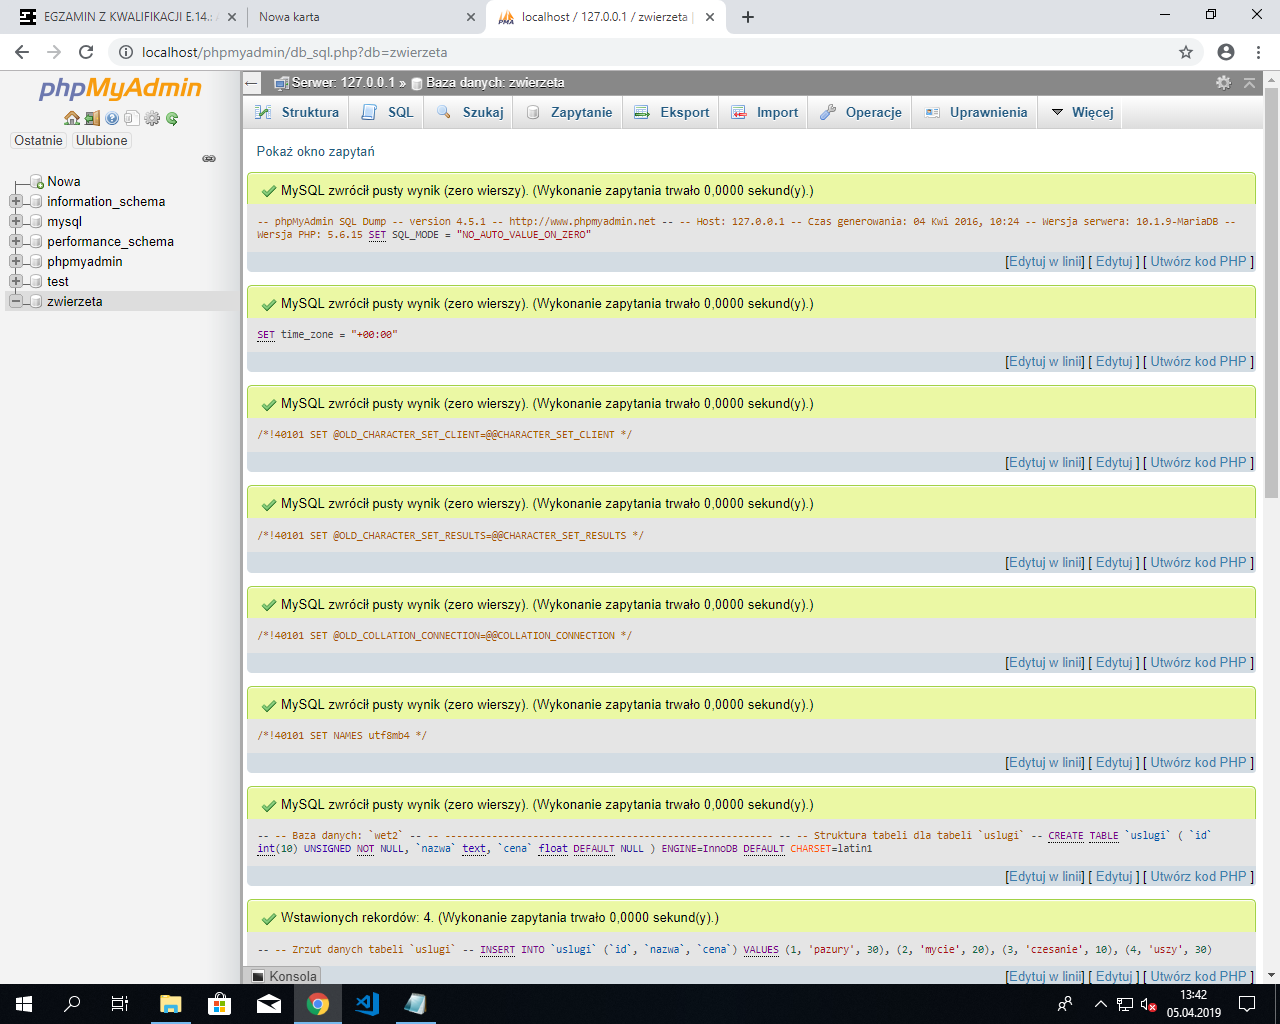 EGZAMIN Z KWALIFIKACJI E.14.:
Nowa karta
localhost / 127.0.0.1 / zwierzeta |
localhost/phpmyadmin/db_sql.php?db=zwierzeta
phpMyAdmin
Ostatnie Ulubione
Nowa
information_schema
mysql
performance_schema
phpmyadmin
test
zwierzeta
Serwer: 127.0.0.1 » Baza danych: zwierzeta
Struktura SQL Szukaj Zapytanie Eksport Import Operacje Uprawnienia Więcej
Pokaż okno zapytań
MySQL zwrócił pusty wynik (zero wierszy). (Wykonanie zapytania trwało 0,0000 sekund(y).)
-- phpMyAdmin SQL Dump -- version 4.5.1 -- http://www.phpmyadmin.net -- -- Host: 127.0.0.1 -- Czas generowania: 04 Kwi 2016, 10:24 -- Wersja serwera: 10.1.9-MariaDB --
Wersja PHP: 5.6.15 SET SQL_MODE = "NO_AUTO_VALUE_ON_ZERO"
[Edytuj w linii] [ Edytuj ] [ Utwórz kod PHP ]
MySQL zwrócił pusty wynik (zero wierszy). (Wykonanie zapytania trwało 0,0000 sekund(y).)
SET time_zone = "+00:00"
[Edytuj w linii] [ Edytuj ] [ Utwórz kod PHP ]
MySQL zwrócił pusty wynik (zero wierszy). (Wykonanie zapytania trwało 0,0000 sekund(y).)
/*!40101 SET @OLD_CHARACTER_SET_CLIENT=@@CHARACTER_SET_CLIENT */
[Edytuj w linii] [ Edytuj ] [ Utwórz kod PHP ]
MySQL zwrócił pusty wynik (zero wierszy). (Wykonanie zapytania trwało 0,0000 sekund(y).)
/*!40101 SET @OLD_CHARACTER_SET_RESULTS=@@CHARACTER_SET_RESULTS */
[Edytuj w linii] [ Edytuj ] [ Utwórz kod PHP ]
MySQL zwrócił pusty wynik (zero wierszy). (Wykonanie zapytania trwało 0,0000 sekund(y).)
/*!40101 SET @OLD_COLLATION_CONNECTION=@@COLLATION_CONNECTION */
[Edytuj w linii] [ Edytuj ] [ Utwórz kod PHP ]
MySQL zwrócił pusty wynik (zero wierszy). (Wykonanie zapytania trwało 0,0000 sekund(y).)
/*!40101 SET NAMES utf8mb4 */
[Edytuj w linii] [ Edytuj ] [ Utwórz kod PHP ]
MySQL zwrócił pusty wynik (zero wierszy). (Wykonanie zapytania trwało 0,0000 sekund(y).)
-- -- Baza danych: `wet2` -- -- -------------------------------------------------------- -- -- Struktura tabeli dla tabeli `uslugi` -- CREATE TABLE `uslugi` ( `id`
int(10) UNSIGNED NOT NULL, `nazwa` text, `cena` float DEFAULT NULL ) ENGINE=InnoDB DEFAULT CHARSET=latin1
[Edytuj w linii] [ Edytuj ] [ Utwórz kod PHP ]
Wstawionych rekordów: 4. (Wykonanie zapytania trwało 0,0000 sekund(y).)
-- -- Zrzut danych tabeli `uslugi` -- INSERT INTO `uslugi` (`id`, `nazwa`, `cena`) VALUES (1, 'pazury', 30), (2, 'mycie', 20), (3, 'czesanie', 10), (4, 'uszy', 30)
[Edytuj w linii] [ Edytuj ] [ Utwórz kod PHP ]
Konsola
13:42
05.04.2019